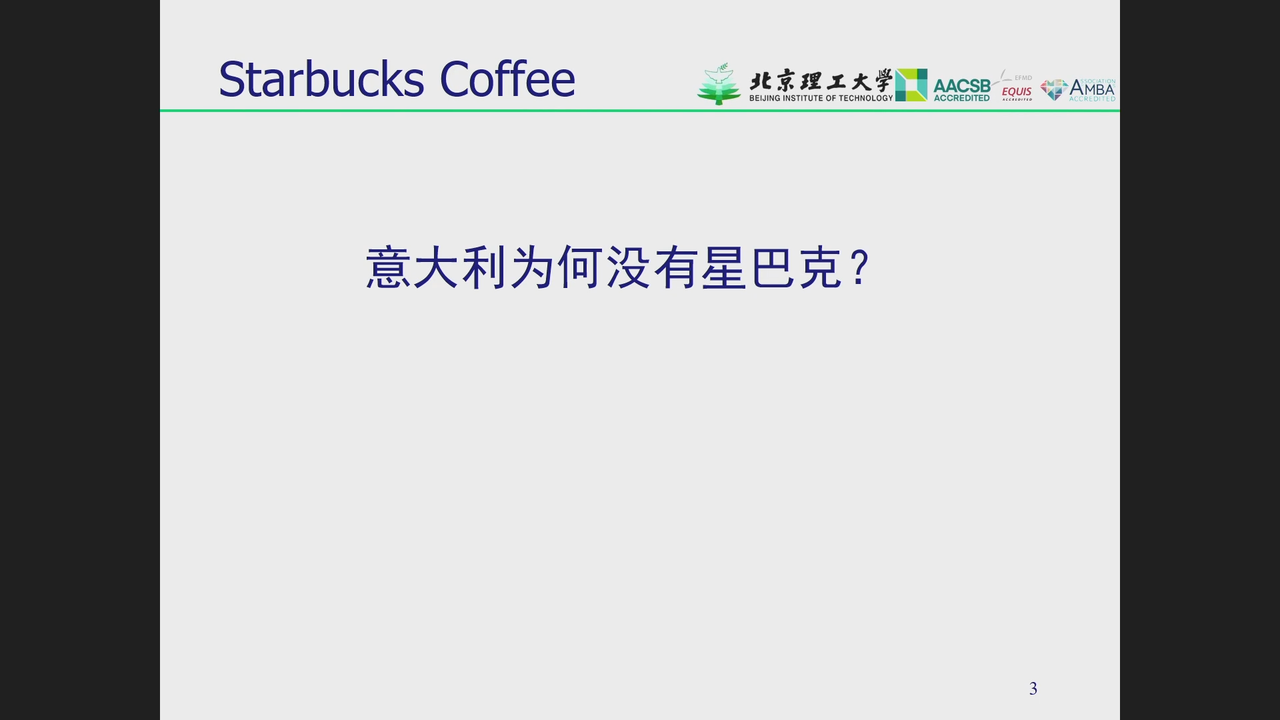 Starbucks Coffee
北京理工大學
BEIJING INSTITUTE OF TECHNOLOGY
AACSB
ACCREDITED
EFMD
EQUIS
ACCREDITED
ASSOCIATION
AMBA
ACCREDITED
意大利为何没有星巴克？
3